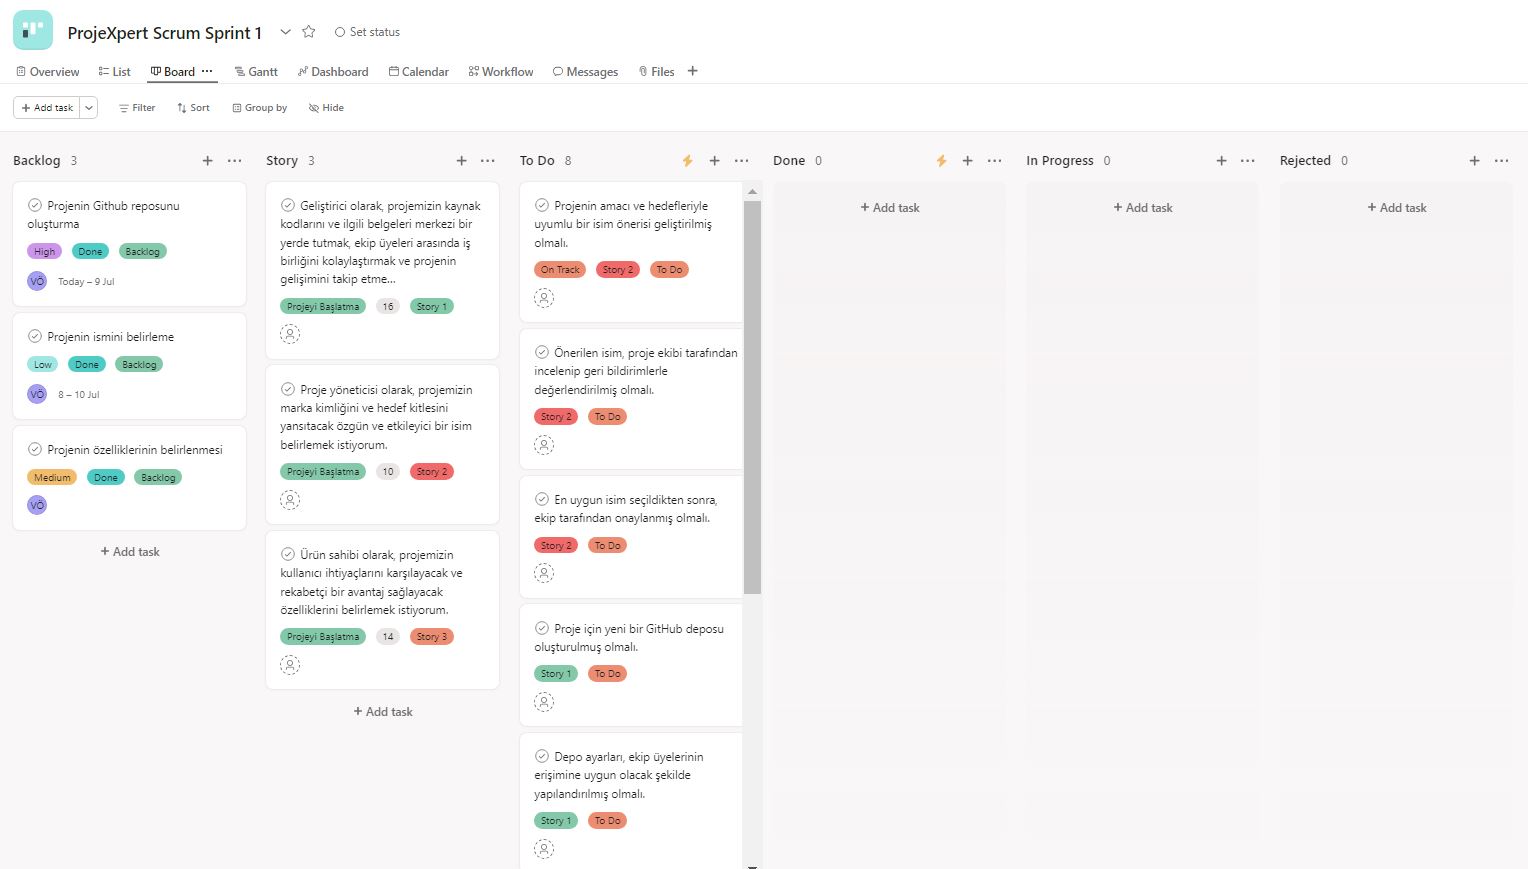 ProjeXpert Scrum Sprint 1
Set status
Overview
List
Board
Gantt
Dashboard
Calendar
Workflow
Messages
Files
Add task
Filter
Sort
Group by
Hide
Backlog 3
Projenin Github reposunu
oluşturma
High Done Backlog
VÖ Today – 9 Jul
Projenin ismini belirleme
Low Done Backlog
VÖ 8 – 10 Jul
Projenin özelliklerinin belirlenmesi
Medium Done Backlog
VÖ
+ Add task
Story 3
Geliştirici olarak, projemizin kaynak
kodlarını ve ilgili belgeleri merkezi bir
yerde tutmak, ekip üyeleri arasında iş
birliğini kolaylaştırmak ve projenin
gelişimini takip etme...
Projeyi Başlatma 16 Story 1
Proje yöneticisi olarak, projemizin
marka kimliğini ve hedef kitlesini
yansıtacak özgün ve etkileyici bir isim
belirlemek istiyorum.
Projeyi Başlatma 10 Story 2
Ürün sahibi olarak, projemizin
kullanıcı ihtiyaçlarını karşılayacak ve
rekabetçi bir avantaj sağlayacak
özelliklerini belirlemek istiyorum.
Projeyi Başlatma 14 Story 3
+ Add task
To Do 8
Projenin amacı ve hedefleriyle
uyumlu bir isim önerisi geliştirilmiş
olmalı.
On Track Story 2 To Do
Önerilen isim, proje ekibi tarafından
incelenip geri bildirimlerle
değerlendirilmiş olmalı.
Story 2 To Do
En uygun isim seçildikten sonra,
ekip tarafından onaylanmış olmalı.
Story 2 To Do
Proje için yeni bir GitHub deposu
oluşturulmuş olmalı.
Story 1 To Do
Depo ayarları, ekip üyelerinin
erişimine uygun olacak şekilde
yapılandırılmış olmalı.
Story 1 To Do
Done 0
+ Add task
In Progress 0
+ Add task
Rejected 0
+ Add task